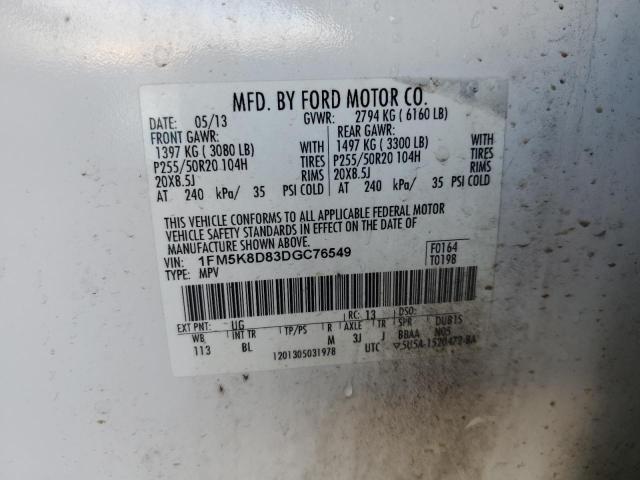 MFD. BY FORD MOTOR CO.
DATE: 05/13 GVWR: 2794 KG ( 6160 LB)
FRONT GAWR: REAR GAWR:
1397 KG ( 3080 LB) WITH 1497 KG ( 3300 LB) WITH
P255/50R20 104H TIRES P255/50R20 104H TIRES
20X8.5J RIMS 20X8.5J RIMS
AT 240 kPa/ 35 PSI COLD AT 240 kPa/ 35 PSI COLD
THIS VEHICLE CONFORMS TO ALL APPLICABLE FEDERAL MOTOR
VEHICLE SAFETY STANDARDS IN EFFECT ON THE DATE OF
MANUFACTURE SHOWN ABOVE.
VIN: 1FM5K8D83DGC76549 F0164
TYPE: MPV T0198
EXT PNT: UG RC: 13 DSO:
WB INT TR TP/PS R AXLE TR SPR DUB1S
113 BL M 3J J BBAA N05
1201305031978 UTC ▽5U5A-1520472-BA